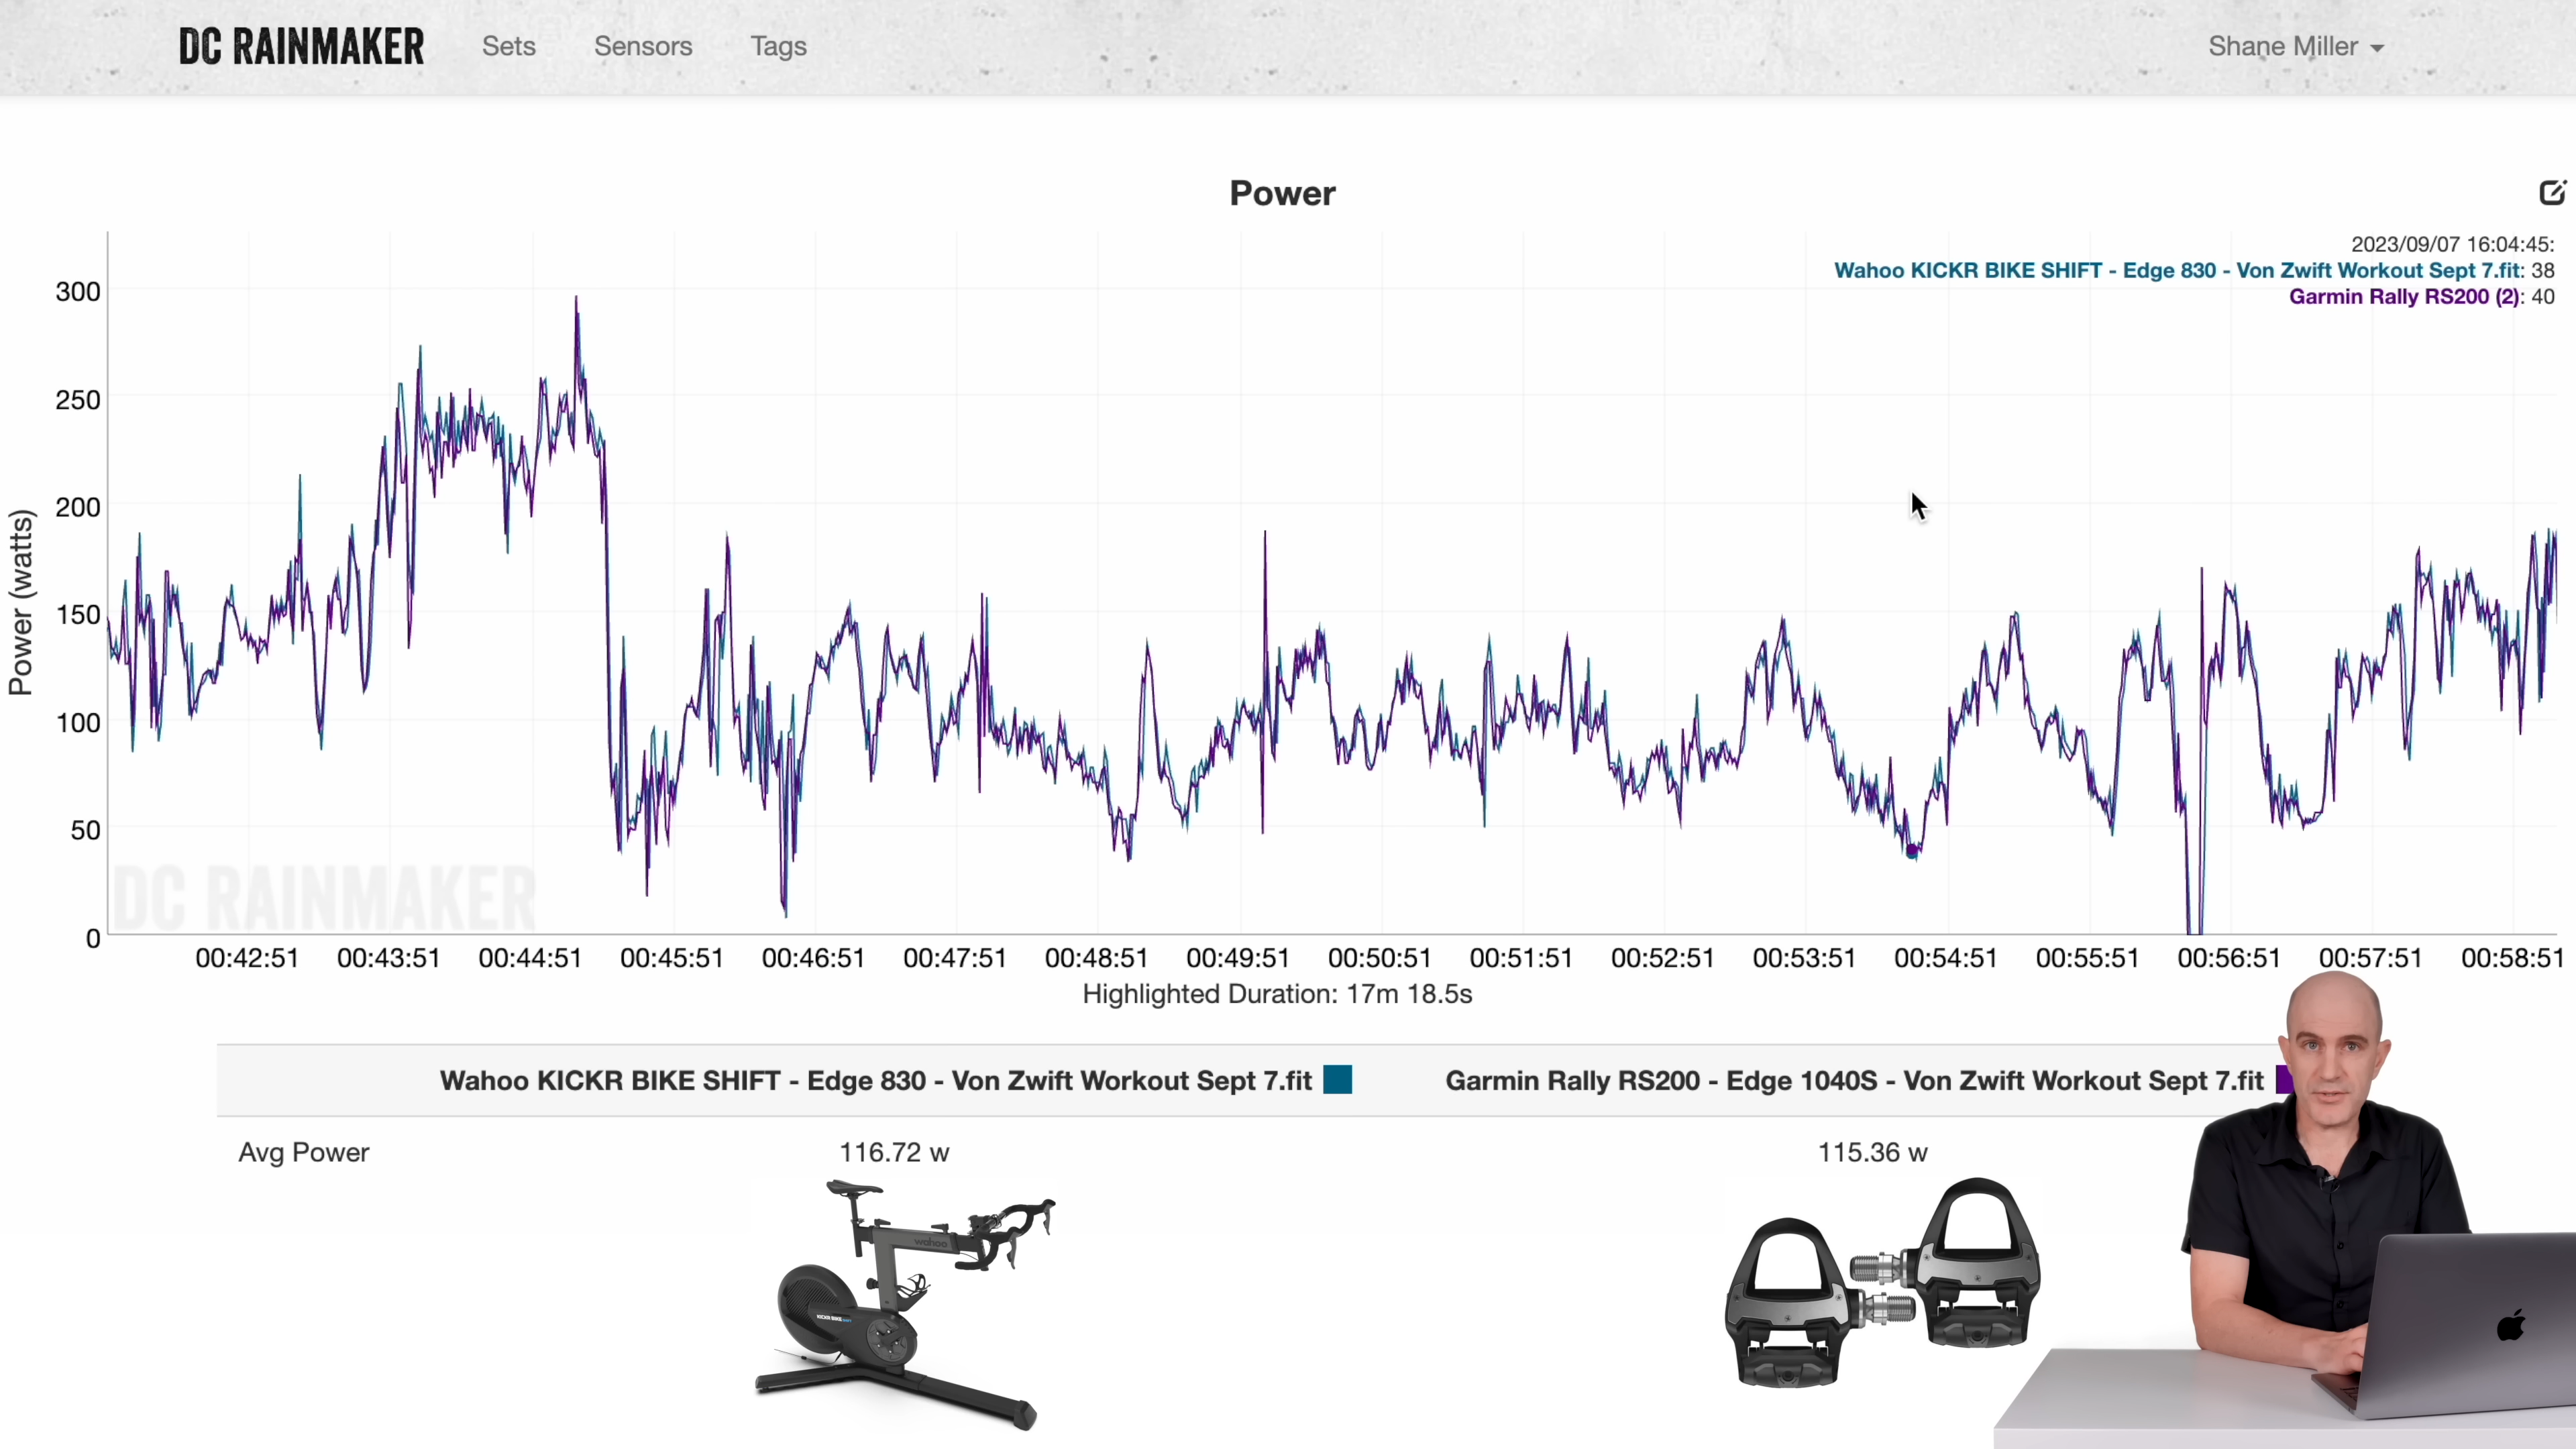 DC RAINMAKER Sets Sensors Tags Shane Miller
Power
2023/09/07 16:04:45:
Wahoo KICKR BIKE SHIFT - Edge 830 - Von Zwift Workout Sept 7.fit: 38
Garmin Rally RS200 (2): 40
Power (watts)
300
250
200
150
100
50
0
DC RAINMAKER
00:42:51 00:43:51 00:44:51 00:45:51 00:46:51 00:47:51 00:48:51 00:49:51 00:50:51 00:51:51 00:52:51 00:53:51 00:54:51 00:55:51 00:56:51 00:57:51 00:58:51
Highlighted Duration: 17m 18.5s
Wahoo KICKR BIKE SHIFT - Edge 830 - Von Zwift Workout Sept 7.fit Garmin Rally RS200 - Edge 1040S - Von Zwift Workout Sept 7.fit
Avg Power 116.72 w 115.36 w
wahoo
KICKR BIKE SHIFT